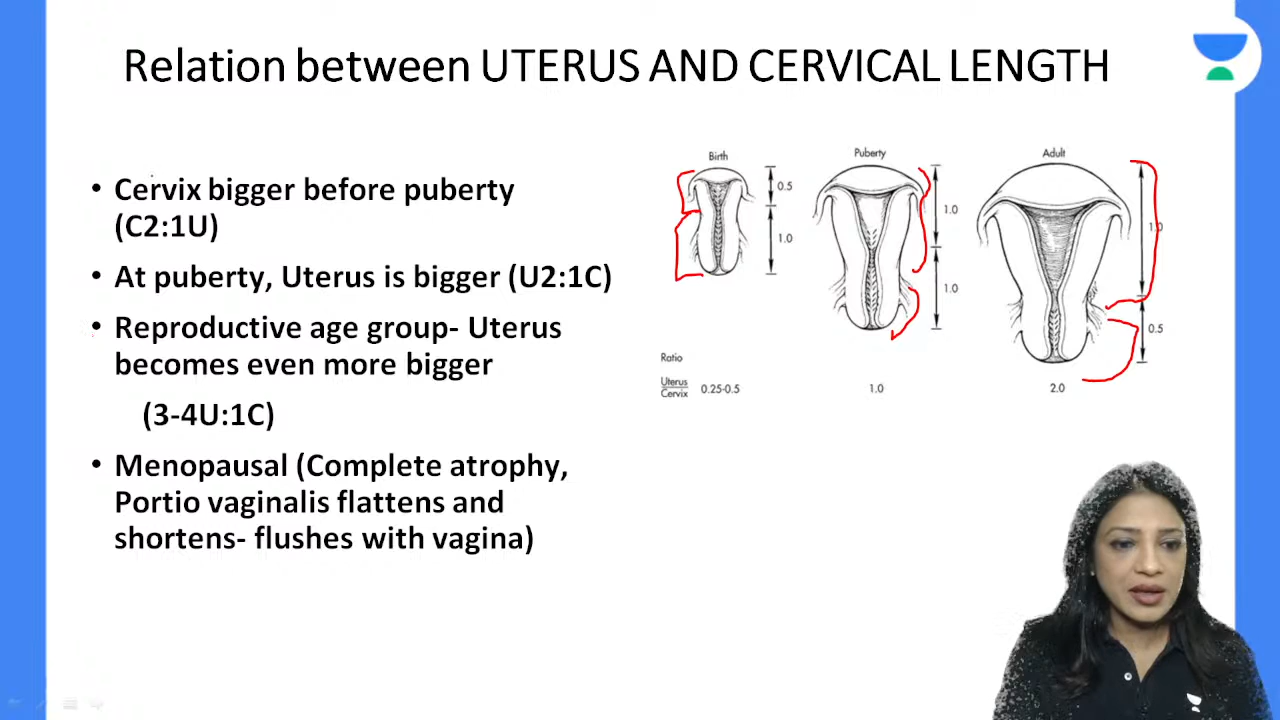 Relation between UTERUS AND CERVICAL LENGTH
• Cervix bigger before puberty
(C2:1U)
• At puberty, Uterus is bigger (U2:1C)
• Reproductive age group- Uterus
becomes even more bigger
(3-4U:1C)
• Menopausal (Complete atrophy,
Portio vaginalis flattens and
shortens- flushes with vagina)
Birth
0.5
1.0
Puberty
1.0
1.0
Adult
1.0
0.5
Ratio
Uterus
Cervix
0.25-0.5
1.0
2.0